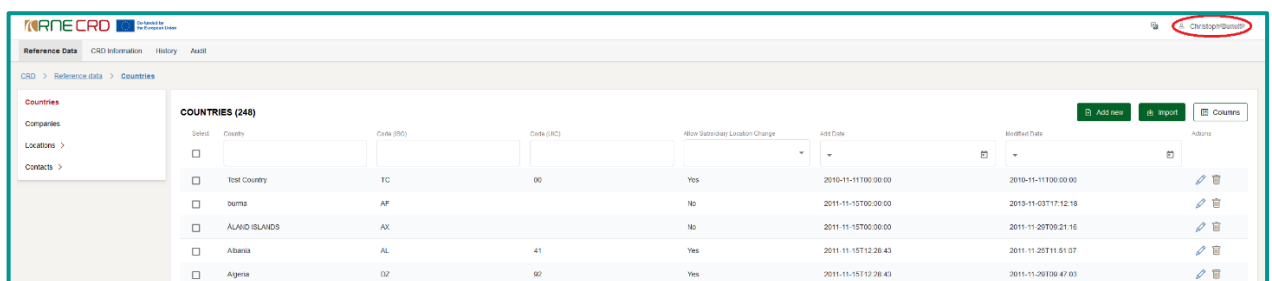 RNE CRD Co-funded by the European Union
Reference Data CRD Information History Audit
CRD > Reference data > Countries
Countries
Companies
Locations >
Contacts >
COUNTRIES (248)
Add new Import Columns
Select Country Code (ISO) Code (UIC) Allow Subsidiary Location Change Add Date Modified Date Actions
Test Country TC 00 Yes 2010-11-11T00:00:00 2010-11-11T00:00:00
burma AF No 2011-11-15T00:00:00 2013-11-03T17:12:18
ÅLAND ISLANDS AX No 2011-11-15T00:00:00 2011-11-29T09:21:16
Albania AL 41 Yes 2011-11-15T12:28:43 2011-11-25T11:51:07
Algeria DZ 92 Yes 2011-11-15T12:28:43 2011-11-29T09:47:03